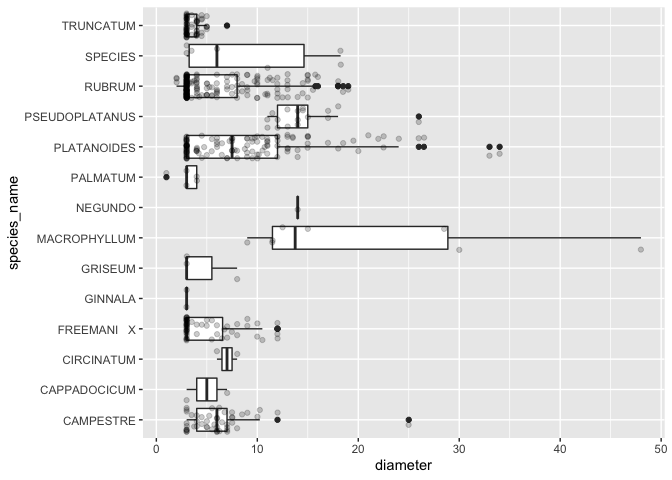 TRUNCATUM
SPECIES
RUBRUM
PSEUDOPLATANUS
PLATANOIDES
PALMATUM
NEGUNDO
MACROPHYLLUM
GRISEUM
GINNALA
FREEMANI   X
CIRCINATUM
CAPPADOCICUM
CAMPESTRE
species_name
0 10 20 30 40 50
diameter